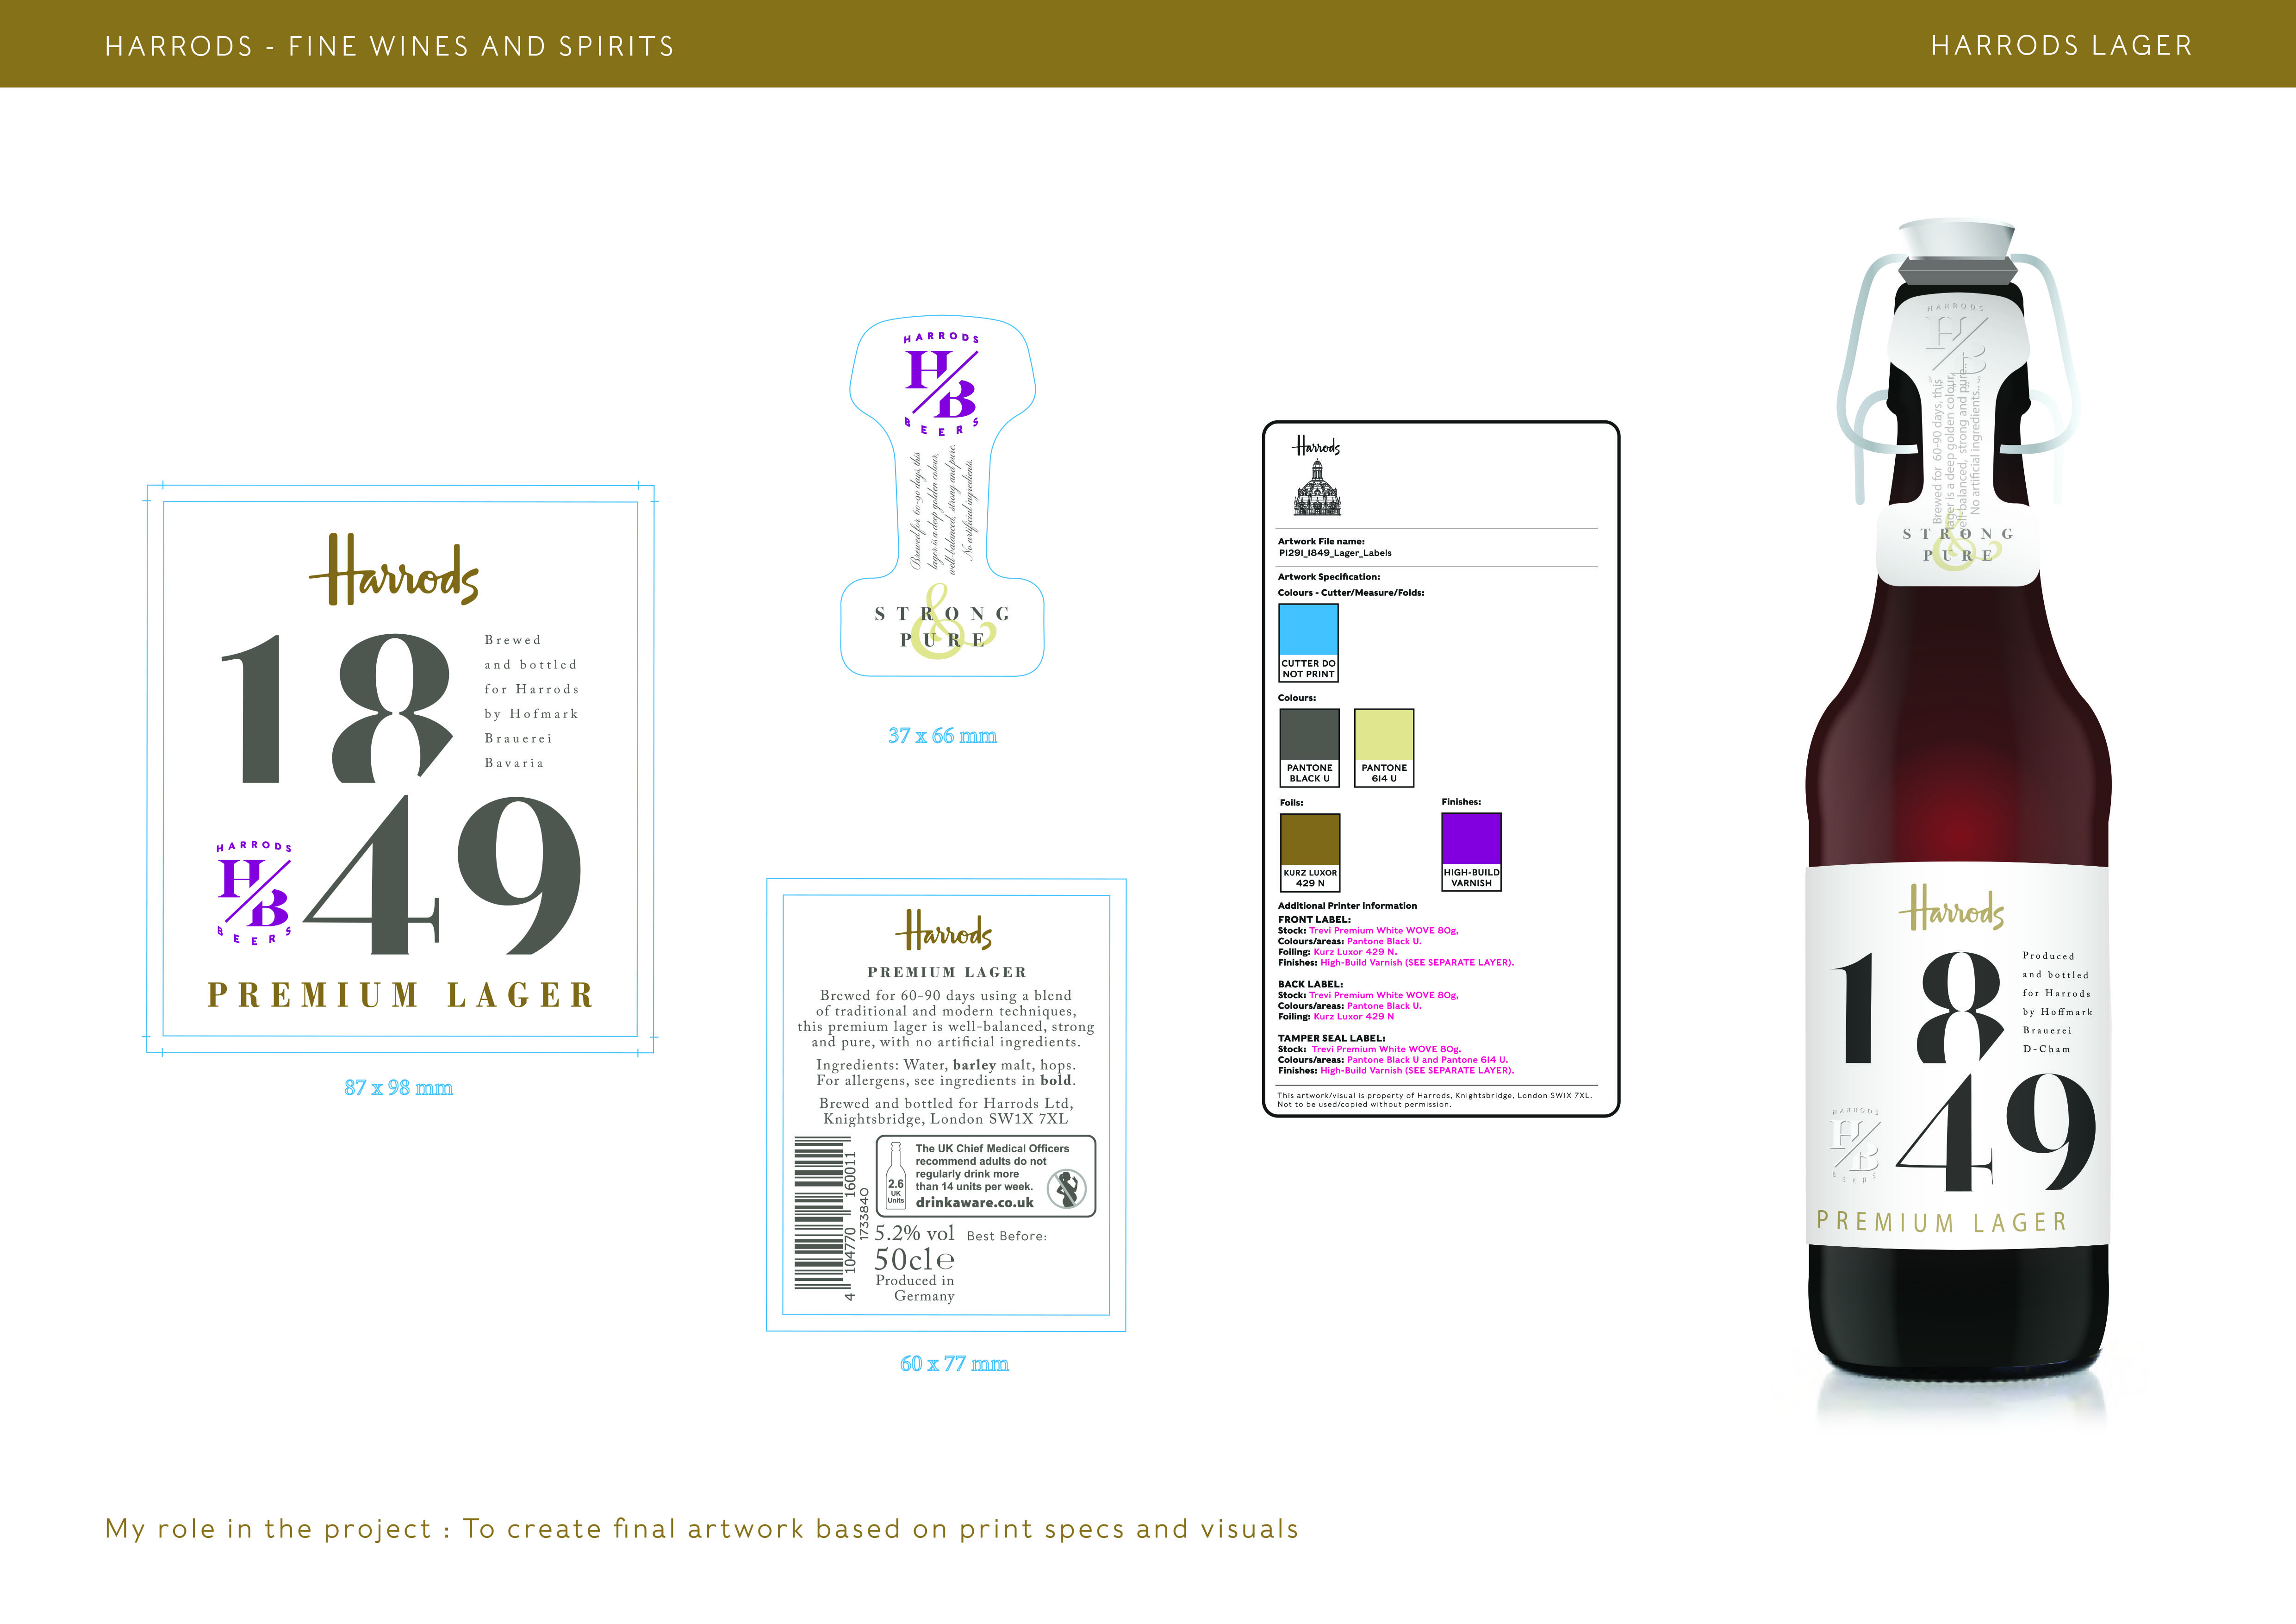 HARRODS - FINE WINES AND SPIRITS
HARRODS LAGER
Harrods
18
49
Brewed
and bottled
for Harrods
by Hofmark
Brauerei
Bavaria
HARRODS
H/B
BEERS
PREMIUM LAGER
87 x 98 mm
HARRODS
H/B
BEERS
Brewed for 60-90 days, this
lager is a deep golden colour,
well-balanced, strong and pure.
No artificial ingredients.
STRONG
&
PURE
37 x 66 mm
Harrods
PREMIUM LAGER
Brewed for 60-90 days using a blend
of traditional and modern techniques,
this premium lager is well-balanced, strong
and pure, with no artificial ingredients.
Ingredients: Water, barley malt, hops.
For allergens, see ingredients in bold.
Brewed and bottled for Harrods Ltd,
Knightsbridge, London SW1X 7XL
4 104770 160011
1733840
2.6
UK
Units
The UK Chief Medical Officers
recommend adults do not
regularly drink more
than 14 units per week.
drinkaware.co.uk
5.2% vol
Best Before:
50cl℮
Produced in
Germany
60 x 77 mm
Harrods
Artwork File name:
P1291_1849_Lager_Labels
Artwork Specification:
Colours - Cutter/Measure/Folds:
CUTTER DO
NOT PRINT
Colours:
PANTONE
BLACK U
PANTONE
614 U
Foils:
KURZ LUXOR
429 N
Finishes:
HIGH-BUILD
VARNISH
Additional Printer information
FRONT LABEL:
Stock: Trevi Premium White WOVE 80g,
Colours/areas: Pantone Black U.
Foiling: Kurz Luxor 429 N.
Finishes: High-Build Varnish (SEE SEPARATE LAYER).
BACK LABEL:
Stock: Trevi Premium White WOVE 80g,
Colours/areas: Pantone Black U.
Foiling: Kurz Luxor 429 N
TAMPER SEAL LABEL:
Stock: Trevi Premium White WOVE 80g.
Colours/areas: Pantone Black U and Pantone 614 U.
Finishes: High-Build Varnish (SEE SEPARATE LAYER).
This artwork/visual is property of Harrods, Knightsbridge, London SW1X 7XL.
Not to be used/copied without permission.
HARRODS
H/B
Brewed for 60-90 days, this
lager is a deep golden colour,
well-balanced, strong and pure.
No artificial ingredients.
STRONG
&
PURE
Harrods
18
49
Produced
and bottled
for Harrods
by Hoffmark
Brauerei
D-Cham
HARRODS
H/B
BEERS
PREMIUM LAGER
My role in the project : To create final artwork based on print specs and visuals